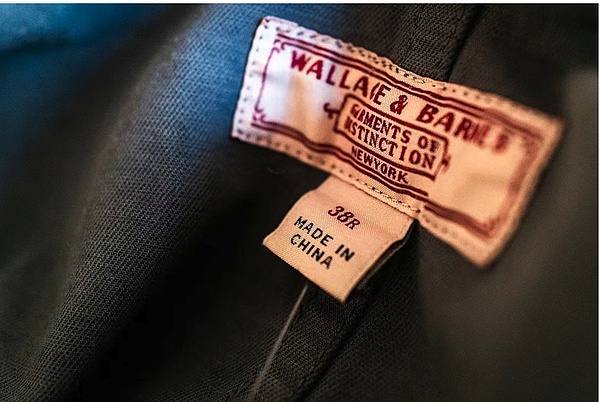 WALLACE & BARNES
GARMENTS OF
DISTINCTION
NEW YORK
38R
MADE IN
CHINA